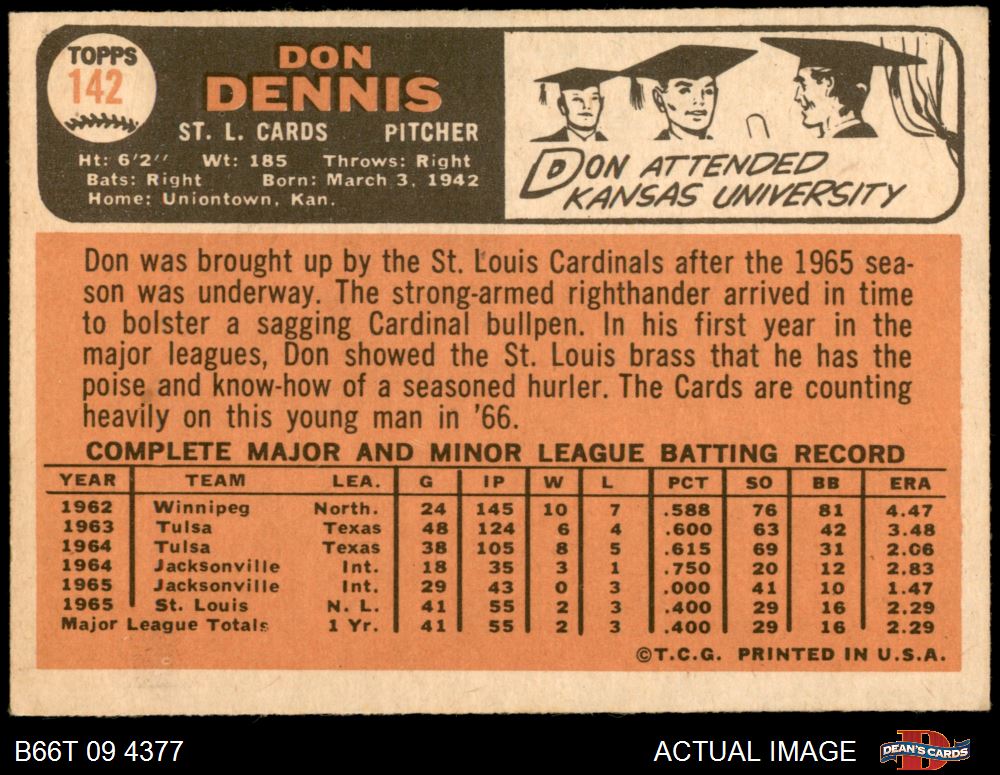 TOPPS
142
DON
DENNIS
ST. L. CARDS PITCHER
Ht: 6'2'' Wt: 185 Throws: Right
Bats: Right Born: March 3, 1942
Home: Uniontown, Kan.
DON ATTENDED
KANSAS UNIVERSITY
Don was brought up by the St. Louis Cardinals after the 1965 sea-
son was underway. The strong-armed righthander arrived in time
to bolster a sagging Cardinal bullpen. In his first year in the
major leagues, Don showed the St. Louis brass that he has the
poise and know-how of a seasoned hurler. The Cards are counting
heavily on this young man in '66.
COMPLETE MAJOR AND MINOR LEAGUE BATTING RECORD
YEAR TEAM LEA. G IP W L PCT SO BB ERA
1962 Winnipeg North. 24 145 10 7 .588 76 81 4.47
1963 Tulsa Texas 48 124 6 4 .600 63 42 3.48
1964 Tulsa Texas 38 105 8 5 .615 69 31 2.06
1964 Jacksonville Int. 18 35 3 1 .750 20 12 2.83
1965 Jacksonville Int. 29 43 0 3 .000 41 10 1.47
1965 St. Louis N. L. 41 55 2 3 .400 29 16 2.29
Major League Totals 1 Yr. 41 55 2 3 .400 29 16 2.29
©T.C.G. PRINTED IN U.S.A.
B66T 09 4377 ACTUAL IMAGE DEAN'S CARDS